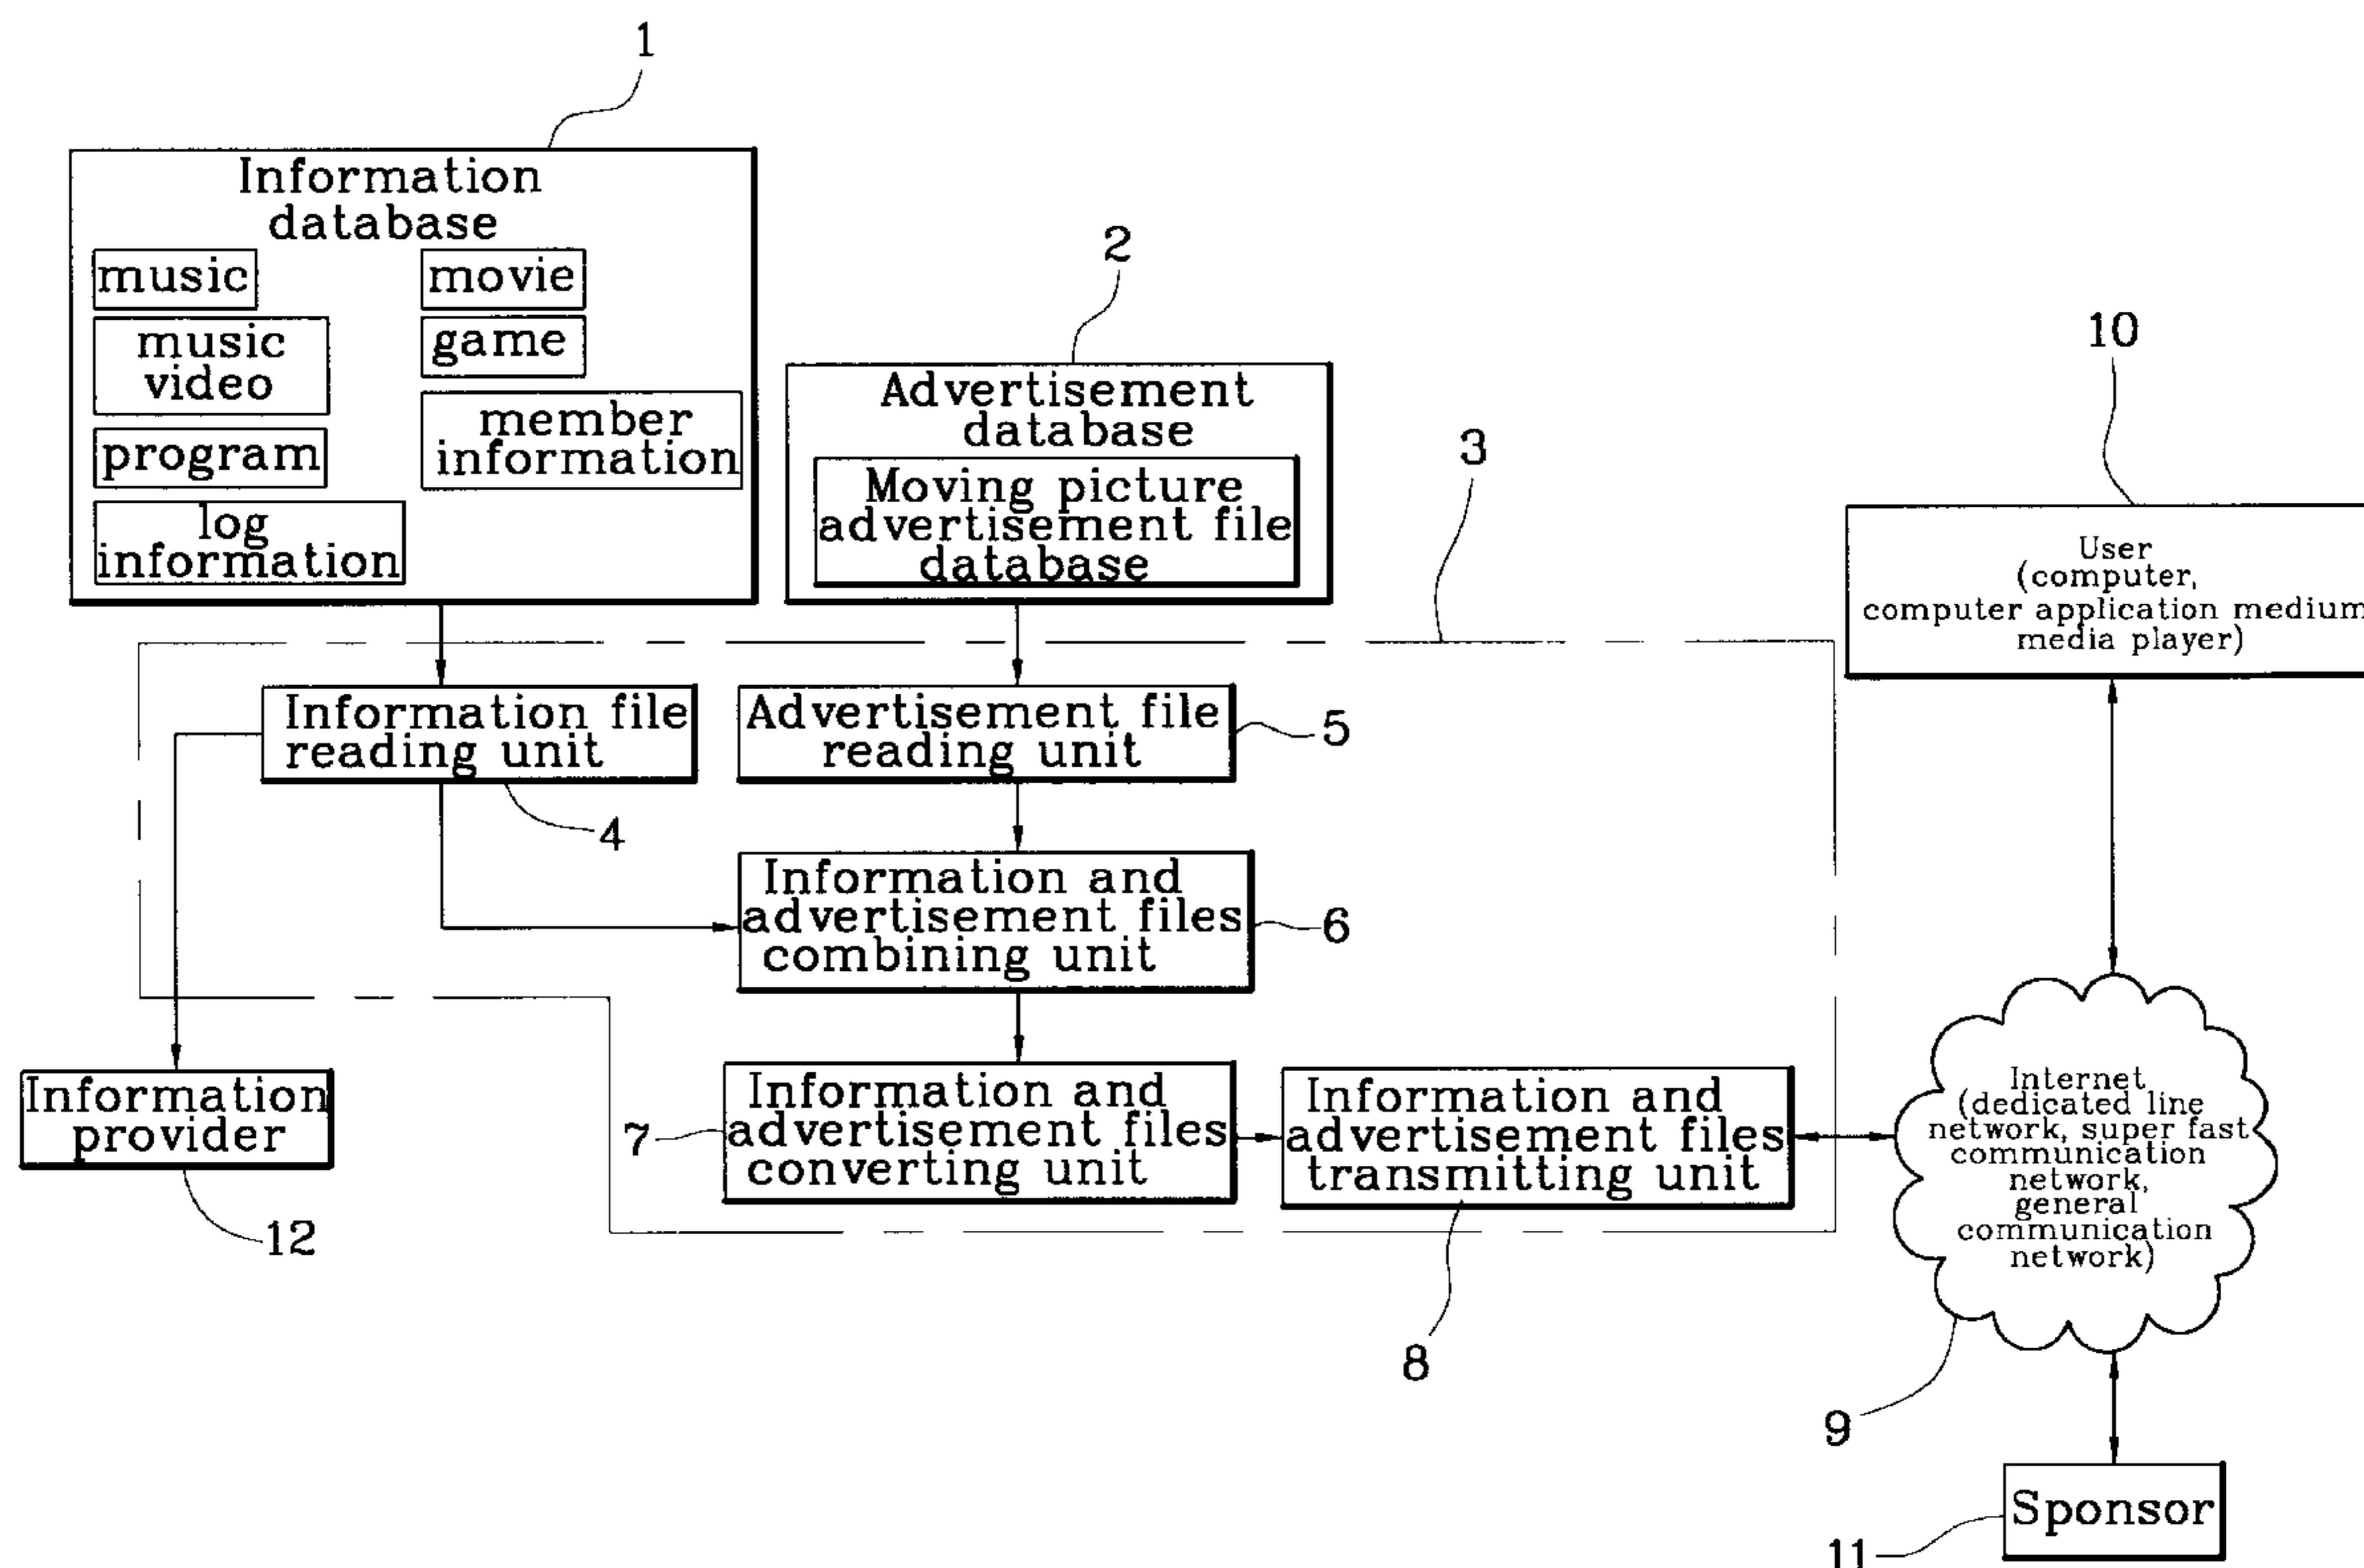 1
Information
database
music
movie
music
video
game
program
member
information
log
information
2
Advertisement
database
Moving picture
advertisement file
database
3
10
User
(computer,
computer application medium
media player)
Information file
reading unit
4
Advertisement file
reading unit
5
Information and
advertisement files
combining unit
6
Information
provider
12
7
Information and
advertisement files
converting unit
Information and
advertisement files
transmitting unit
8
Internet
(dedicated line
network, super fast
communication
network,
general
communication
network)
9
Sponsor
11